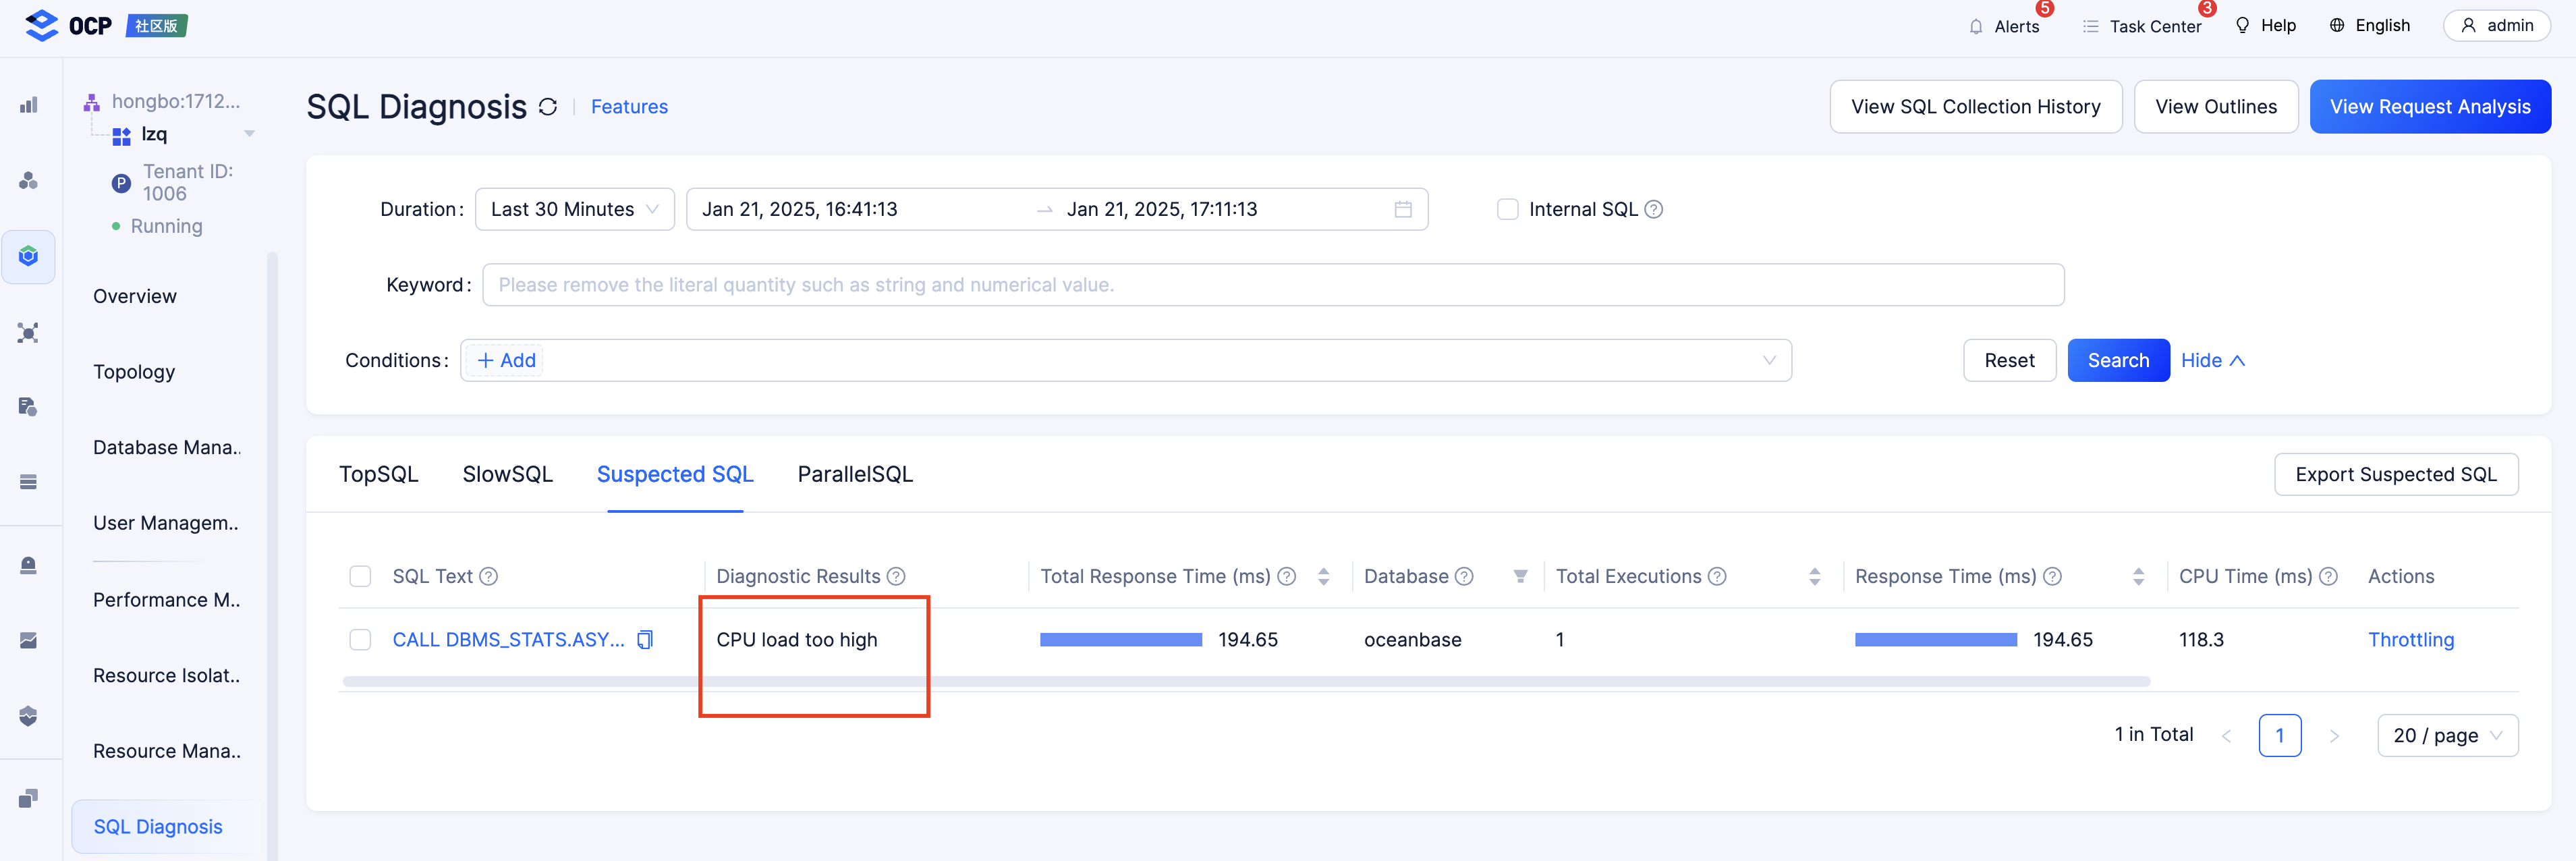 OCP 社区版
5
Alerts
3
Task Center
Help
English
admin
hongbo:1712...
lzq
P
Tenant ID:
1006
Running
Overview
Topology
Database Mana..
User Managem..
Performance M..
Resource Isolat..
Resource Mana..
SQL Diagnosis
SQL Diagnosis
Features
View SQL Collection History
View Outlines
View Request Analysis
Duration: Last 30 Minutes Jan 21, 2025, 16:41:13 → Jan 21, 2025, 17:11:13 Internal SQL ?
Keyword: Please remove the literal quantity such as string and numerical value.
Conditions: + Add Reset Search Hide
TopSQL SlowSQL Suspected SQL ParallelSQL Export Suspected SQL
SQL Text ? Diagnostic Results ? Total Response Time (ms) ? Database ? Total Executions ? Response Time (ms) ? CPU Time (ms) ? Actions
CALL DBMS_STATS.ASY... CPU load too high 194.65 oceanbase 1 194.65 118.3 Throttling
1 in Total < 1 > 20 / page